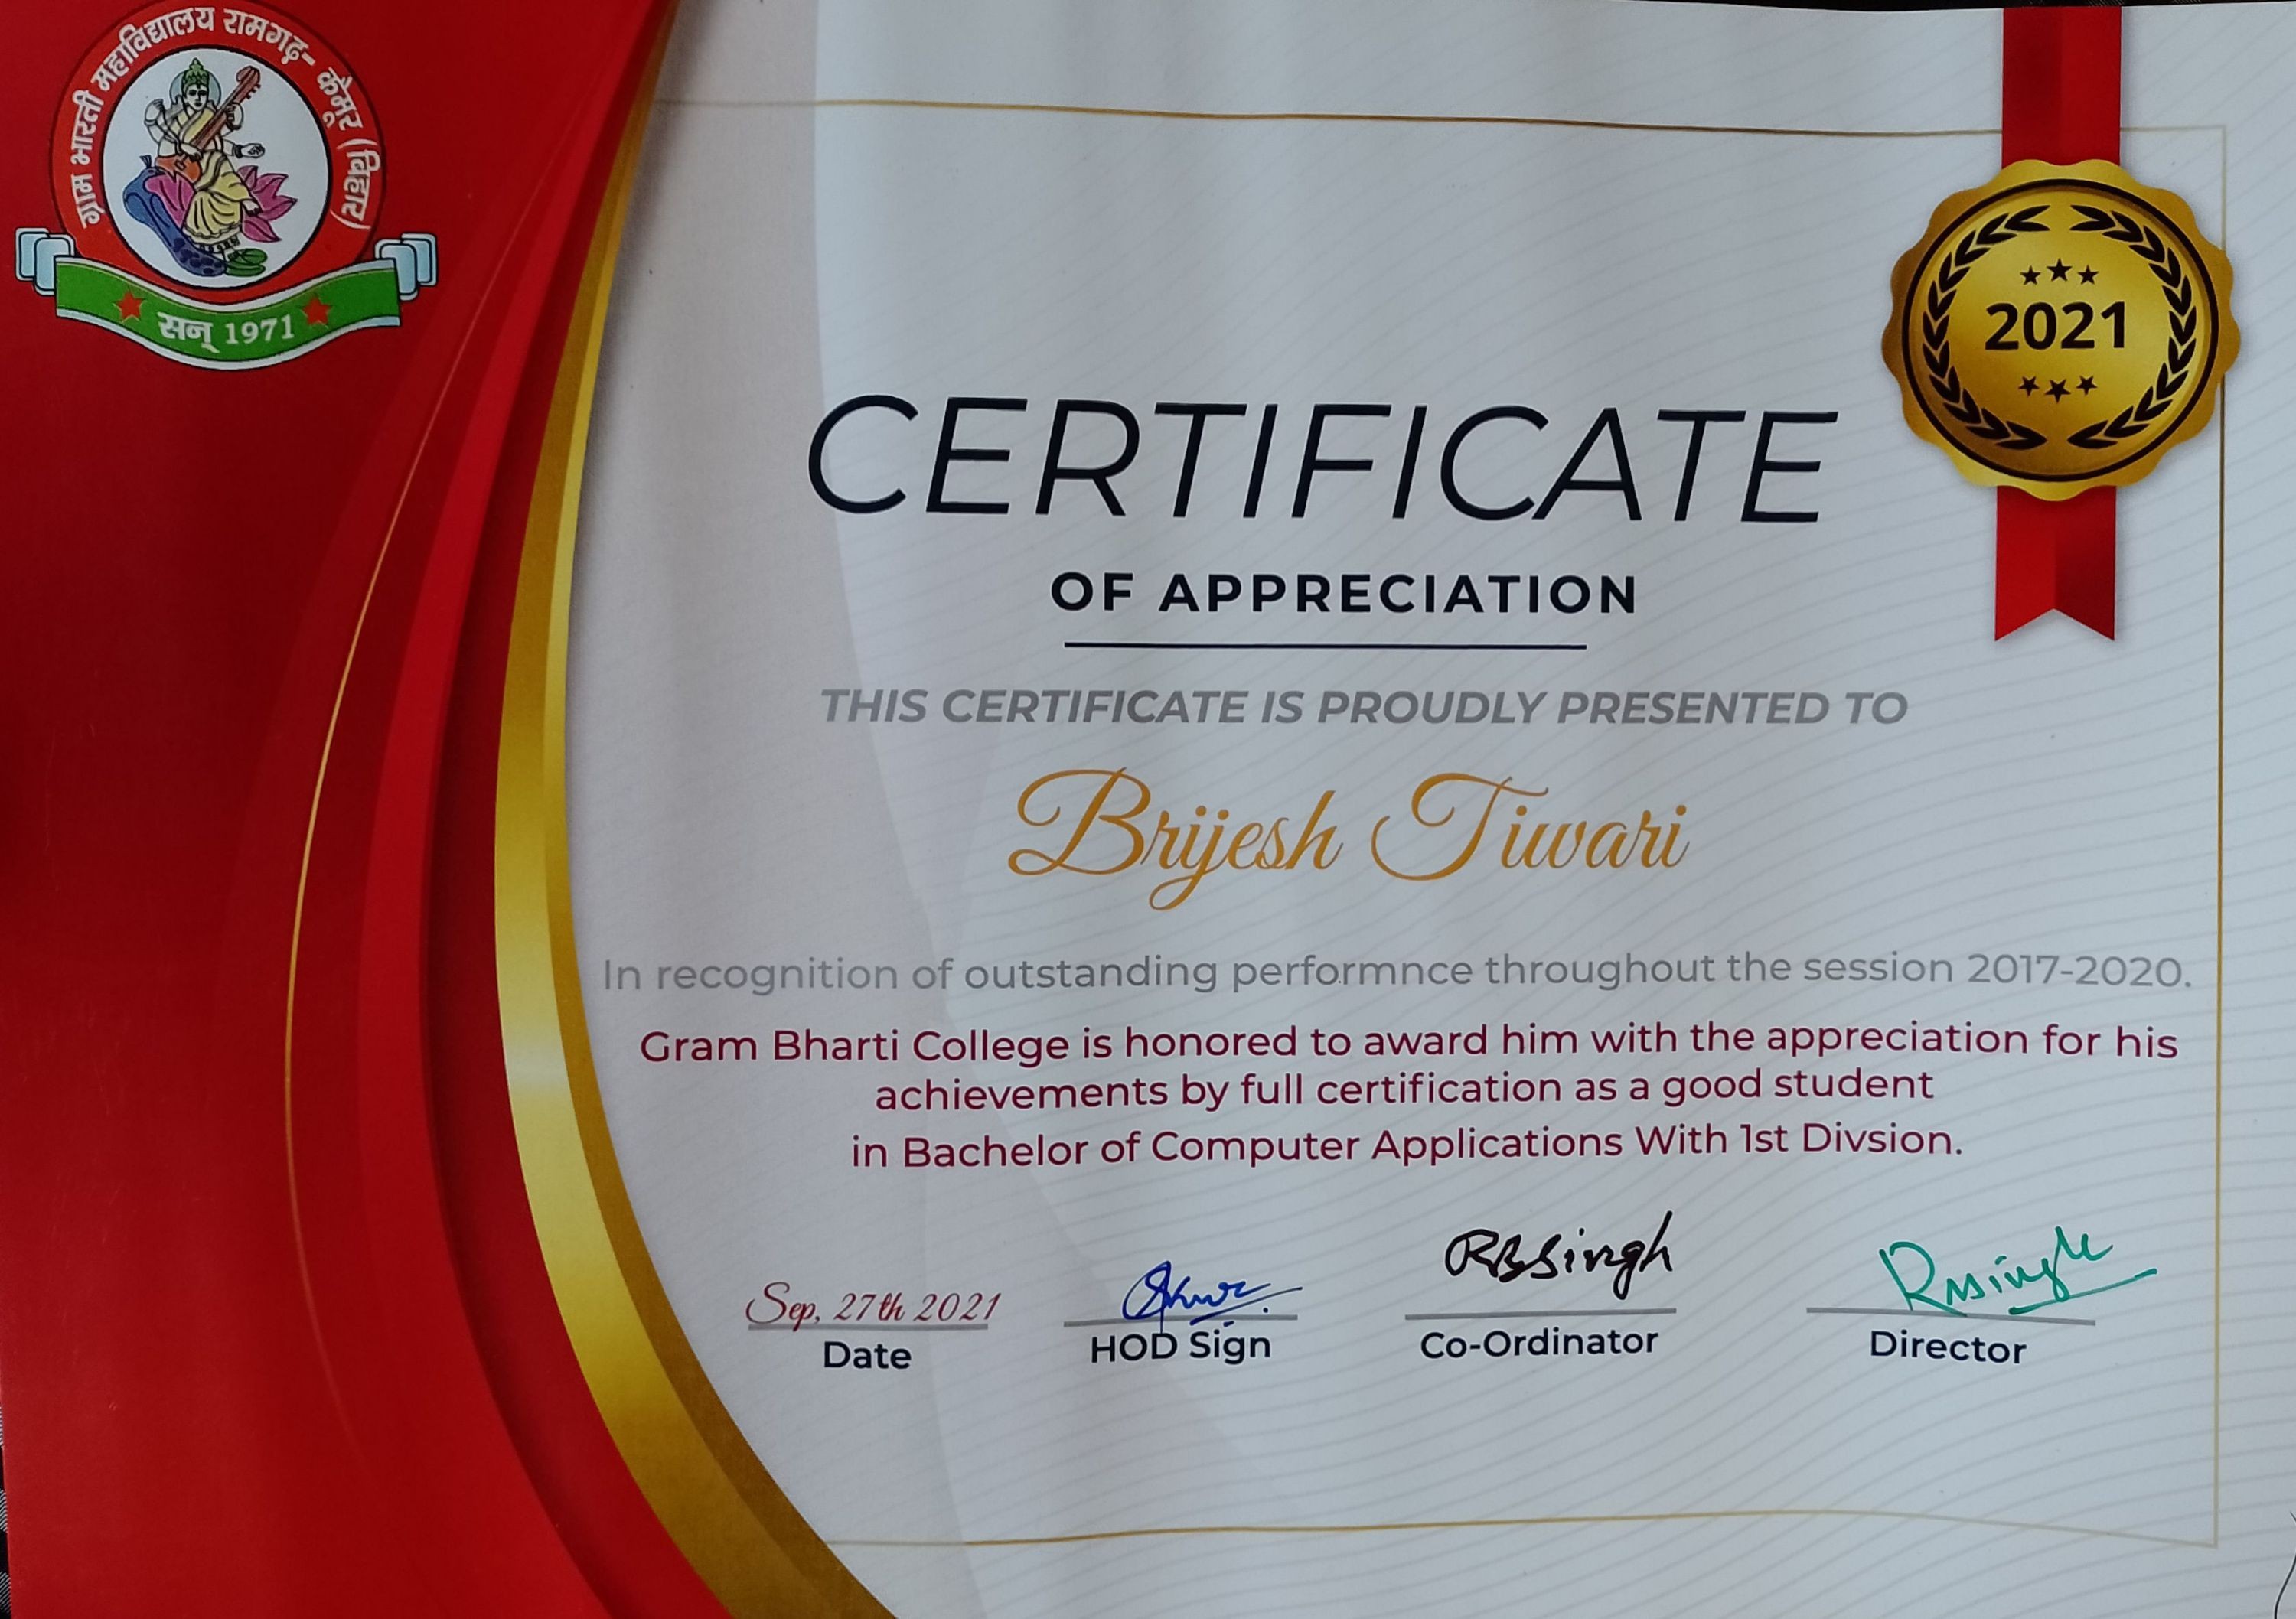 ग्राम भारती महाविद्यालय रामगढ़- कैमूर (बिहार)
सन् 1971
2021
CERTIFICATE
OF APPRECIATION
THIS CERTIFICATE IS PROUDLY PRESENTED TO
Brijesh Tiwari
In recognition of outstanding performnce throughout the session 2017-2020.
Gram Bharti College is honored to award him with the appreciation for his
achievements by full certification as a good student
in Bachelor of Computer Applications With 1st Divsion.
RBSingh
Sep, 27th 2021
Date
HOD Sign
Co-Ordinator
Director